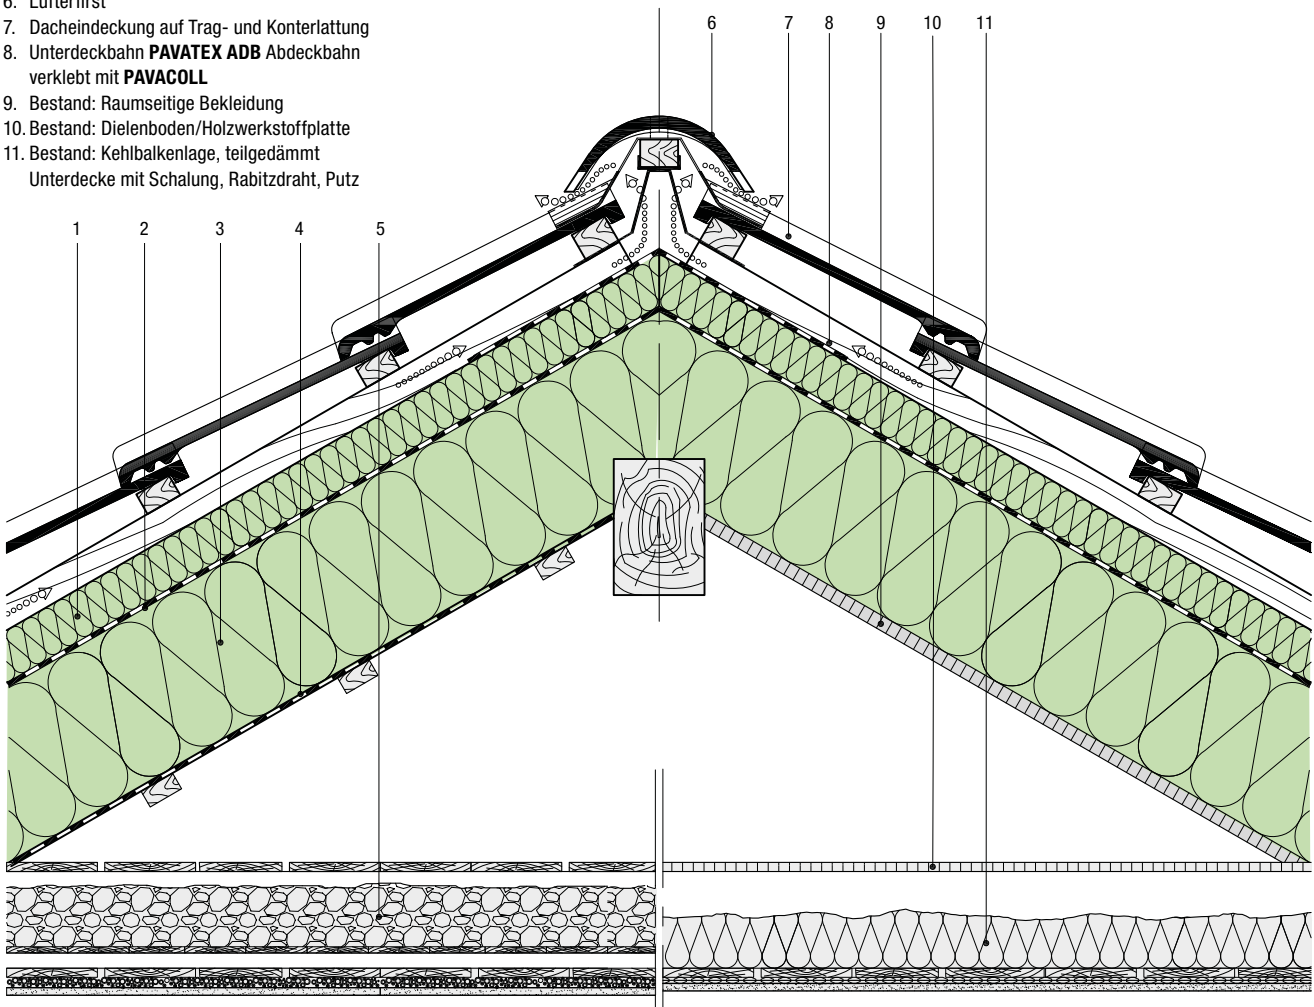 6. Lüfterfirst
7. Dacheindeckung auf Trag- und Konterlattung
8. Unterdeckbahn PAVATEX ADB Abdeckbahn
verklebt mit PAVACOLL
9. Bestand: Raumseitige Bekleidung
10. Bestand: Dielenboden/Holzwerkstoffplatte
11. Bestand: Kehlbalkenlage, teilgedämmt
Unterdecke mit Schalung, Rabitzdraht, Putz
6 7 8 9 10 11
1 2 3 4 5